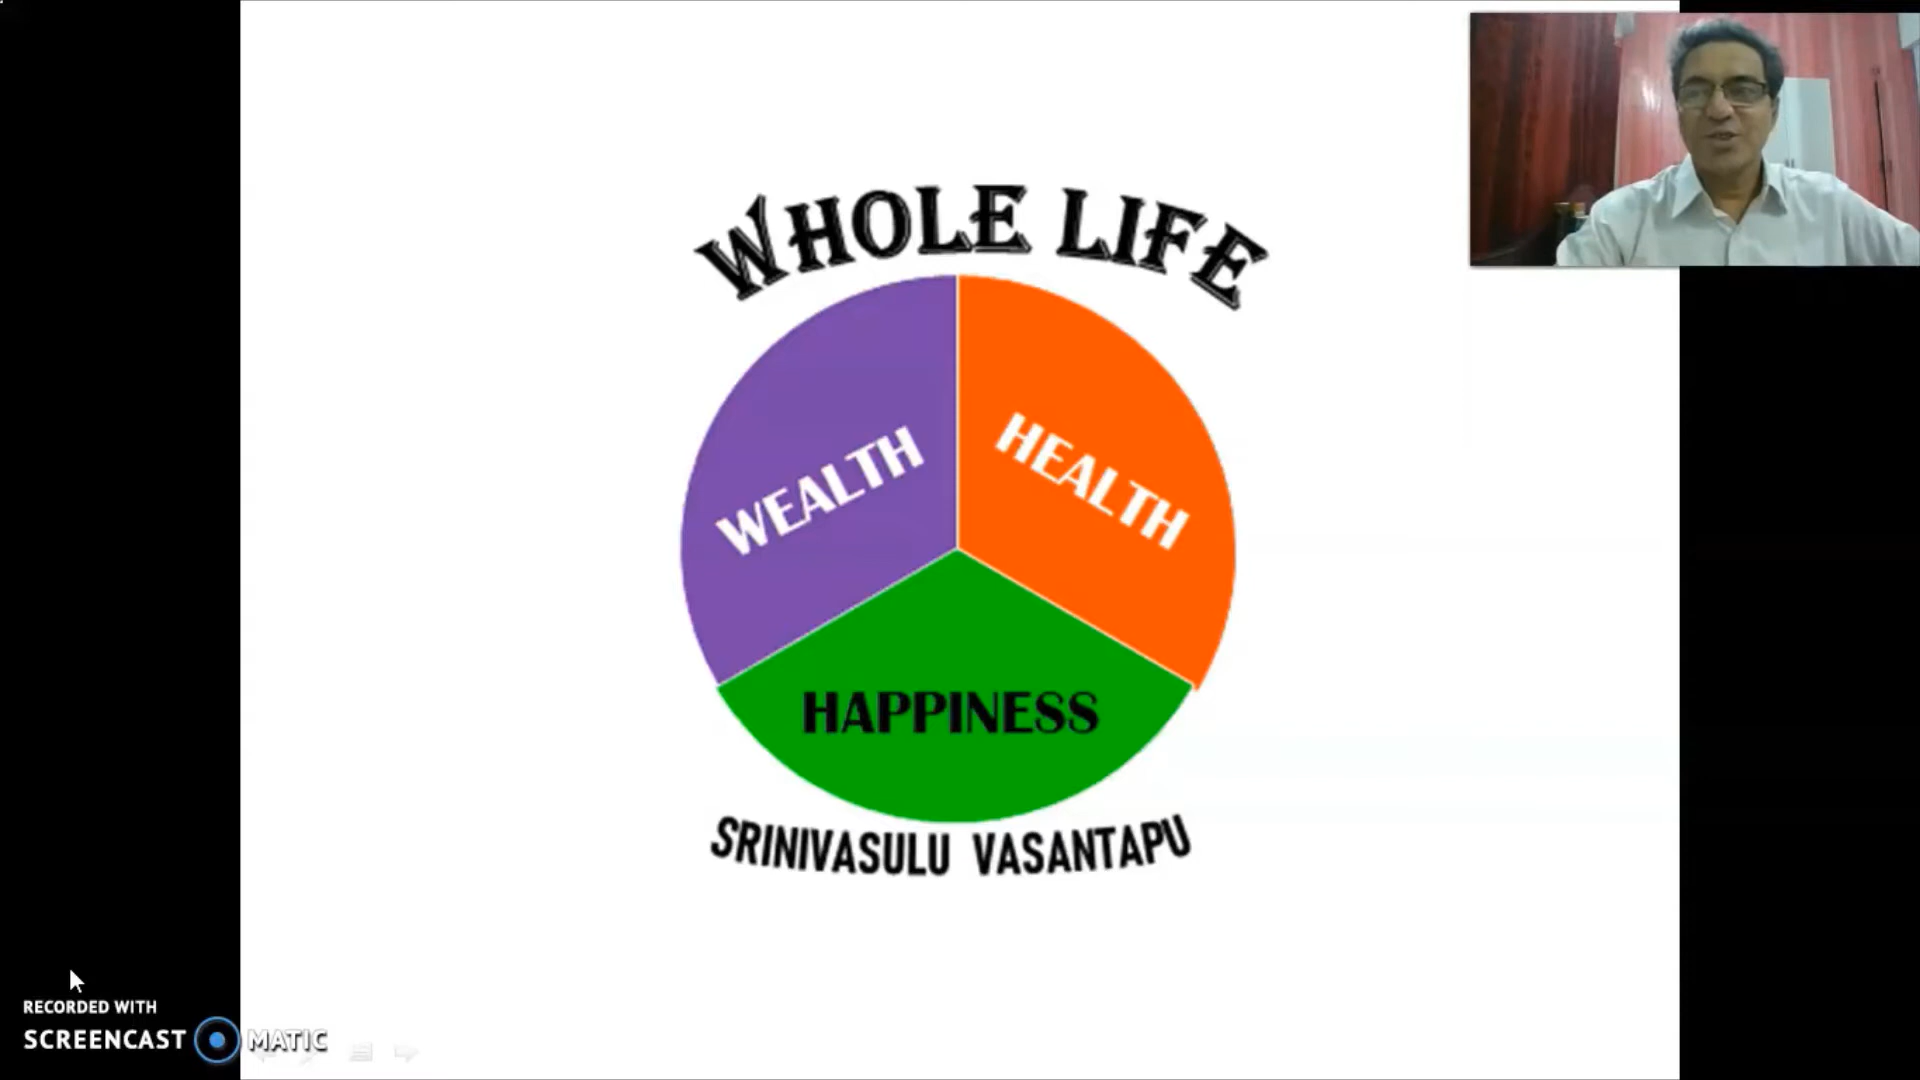 WHOLE LIFE
WEALTH
HEALTH
HAPPINESS
SRINIVASULU VASANTAPU
RECORDED WITH
SCREENCAST MATIC